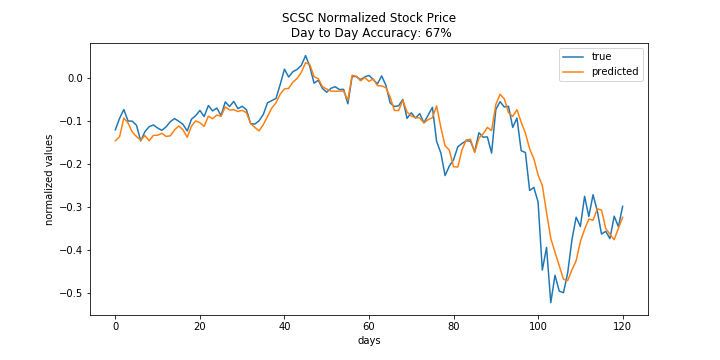 SCSC Normalized Stock Price
Day to Day Accuracy: 67%
true
predicted
normalized values
0.0
−0.1
−0.2
−0.3
−0.4
−0.5
0
20
40
60
80
100
120
days